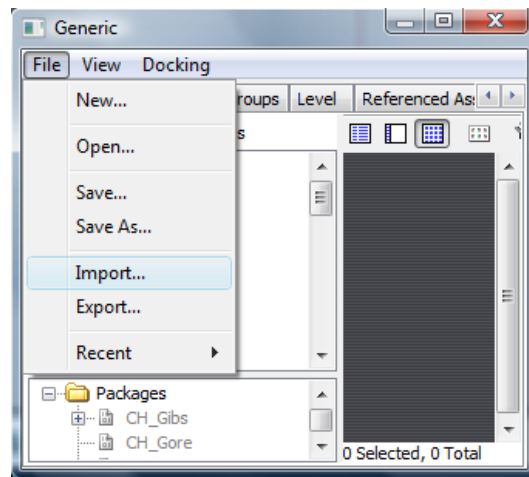 Generic
File View Docking
New...
Open...
Save...
Save As...
Import...
Export...
Recent
roups Level Referenced As
s
Packages
CH_Gibs
CH_Gore
0 Selected, 0 Total